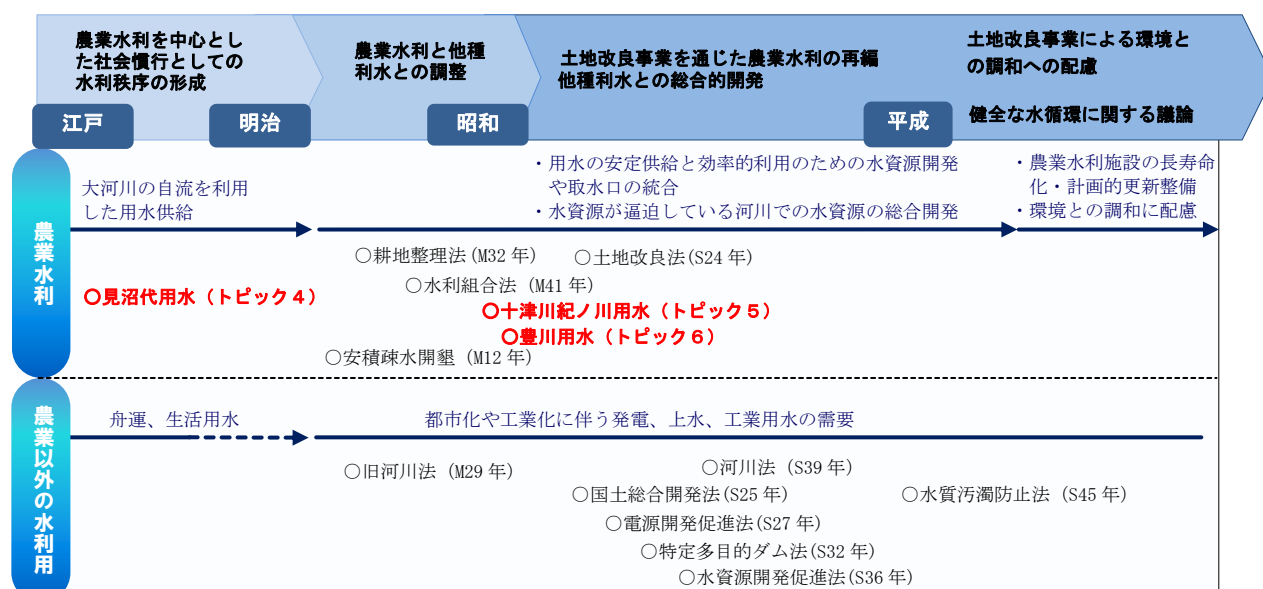 農業水利を中心とし
た社会慣行としての
水利秩序の形成
農業水利と他種
利水との調整
土地改良事業を通じた農業水利の再編
他種利水との総合的開発
土地改良事業による環境と
の調和への配慮
健全な水循環に関する議論
江戸
明治
昭和
平成
農業水利
大河川の自流を利用
した用水供給
・用水の安定供給と効率的利用のための水資源開発
や取水口の統合
・水資源が逼迫している河川での水資源の総合開発
・農業水利施設の長寿命
化・計画的更新整備
・環境との調和に配慮
○耕地整理法(M32 年)
○土地改良法(S24 年)
○水利組合法(M41 年)
○見沼代用水（トピック４）
○十津川紀ノ川用水（トピック５）
○豊川用水（トピック６）
○安積疎水開墾 (M12 年)
農業以外の水利用
舟運、生活用水
都市化や工業化に伴う発電、上水、工業用水の需要
○旧河川法 (M29 年)
○河川法 (S39 年)
○国土総合開発法(S25 年)
○水質汚濁防止法 (S45 年)
○電源開発促進法(S27 年)
○特定多目的ダム法(S32 年)
○水資源開発促進法(S36 年)